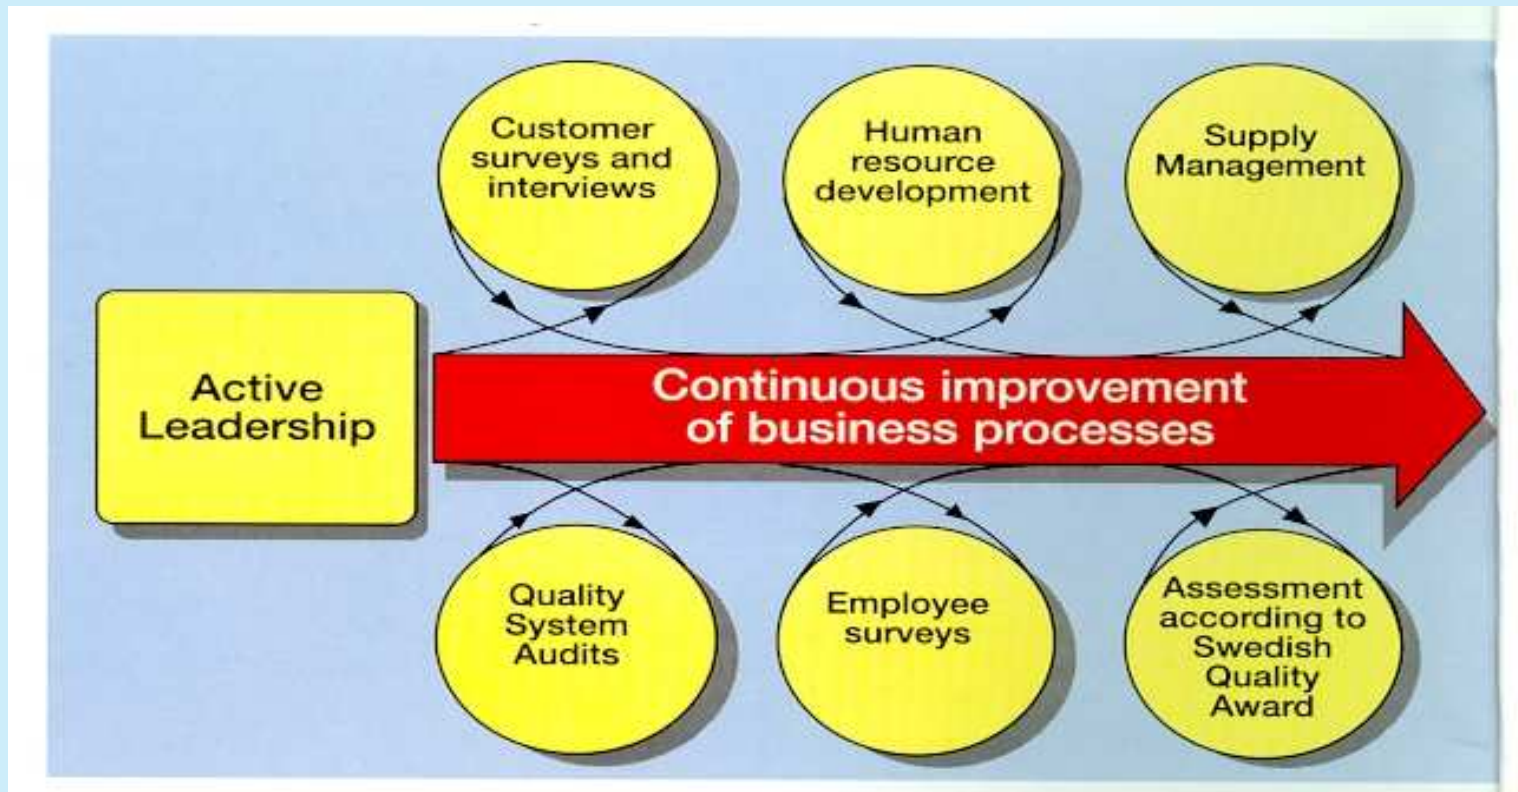 Customer
surveys and
interviews
Human
resource
development
Supply
Management
Active
Leadership
Continuous improvement
of business processes
Quality
System
Audits
Employee
surveys
Assessment
according to
Swedish
Quality
Award